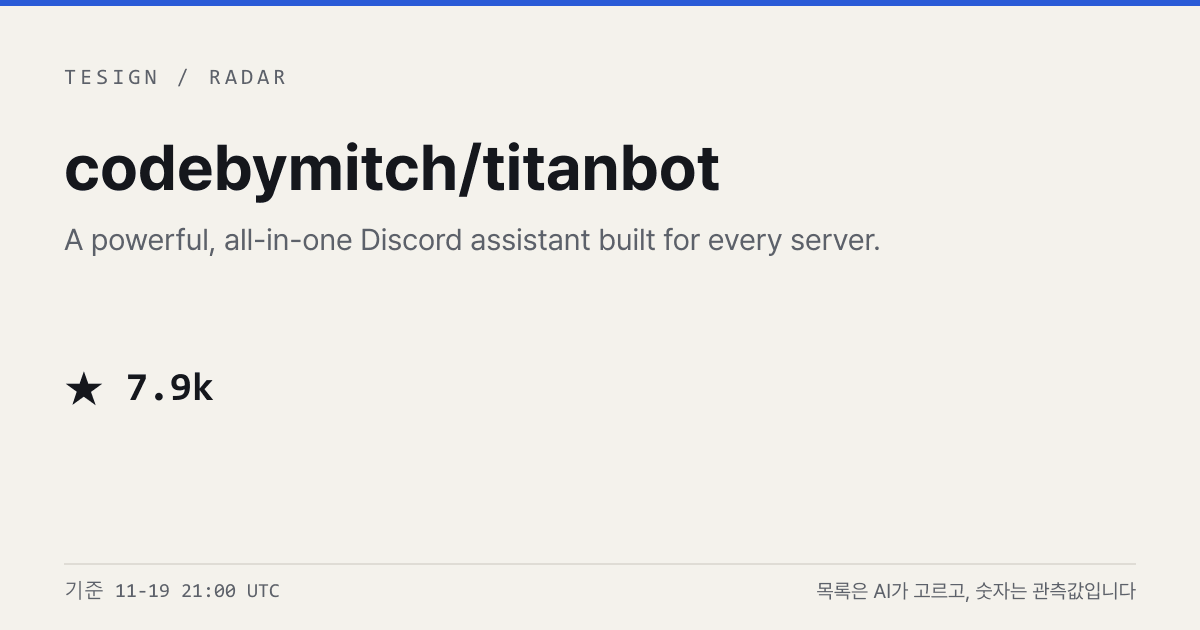 TESIGN / RADAR
codebymitch/titanbot
A powerful, all-in-one Discord assistant built for every server.
★ 7.9k
기준 11-19 21:00 UTC
목록은 AI가 고르고, 숫자는 관측값입니다